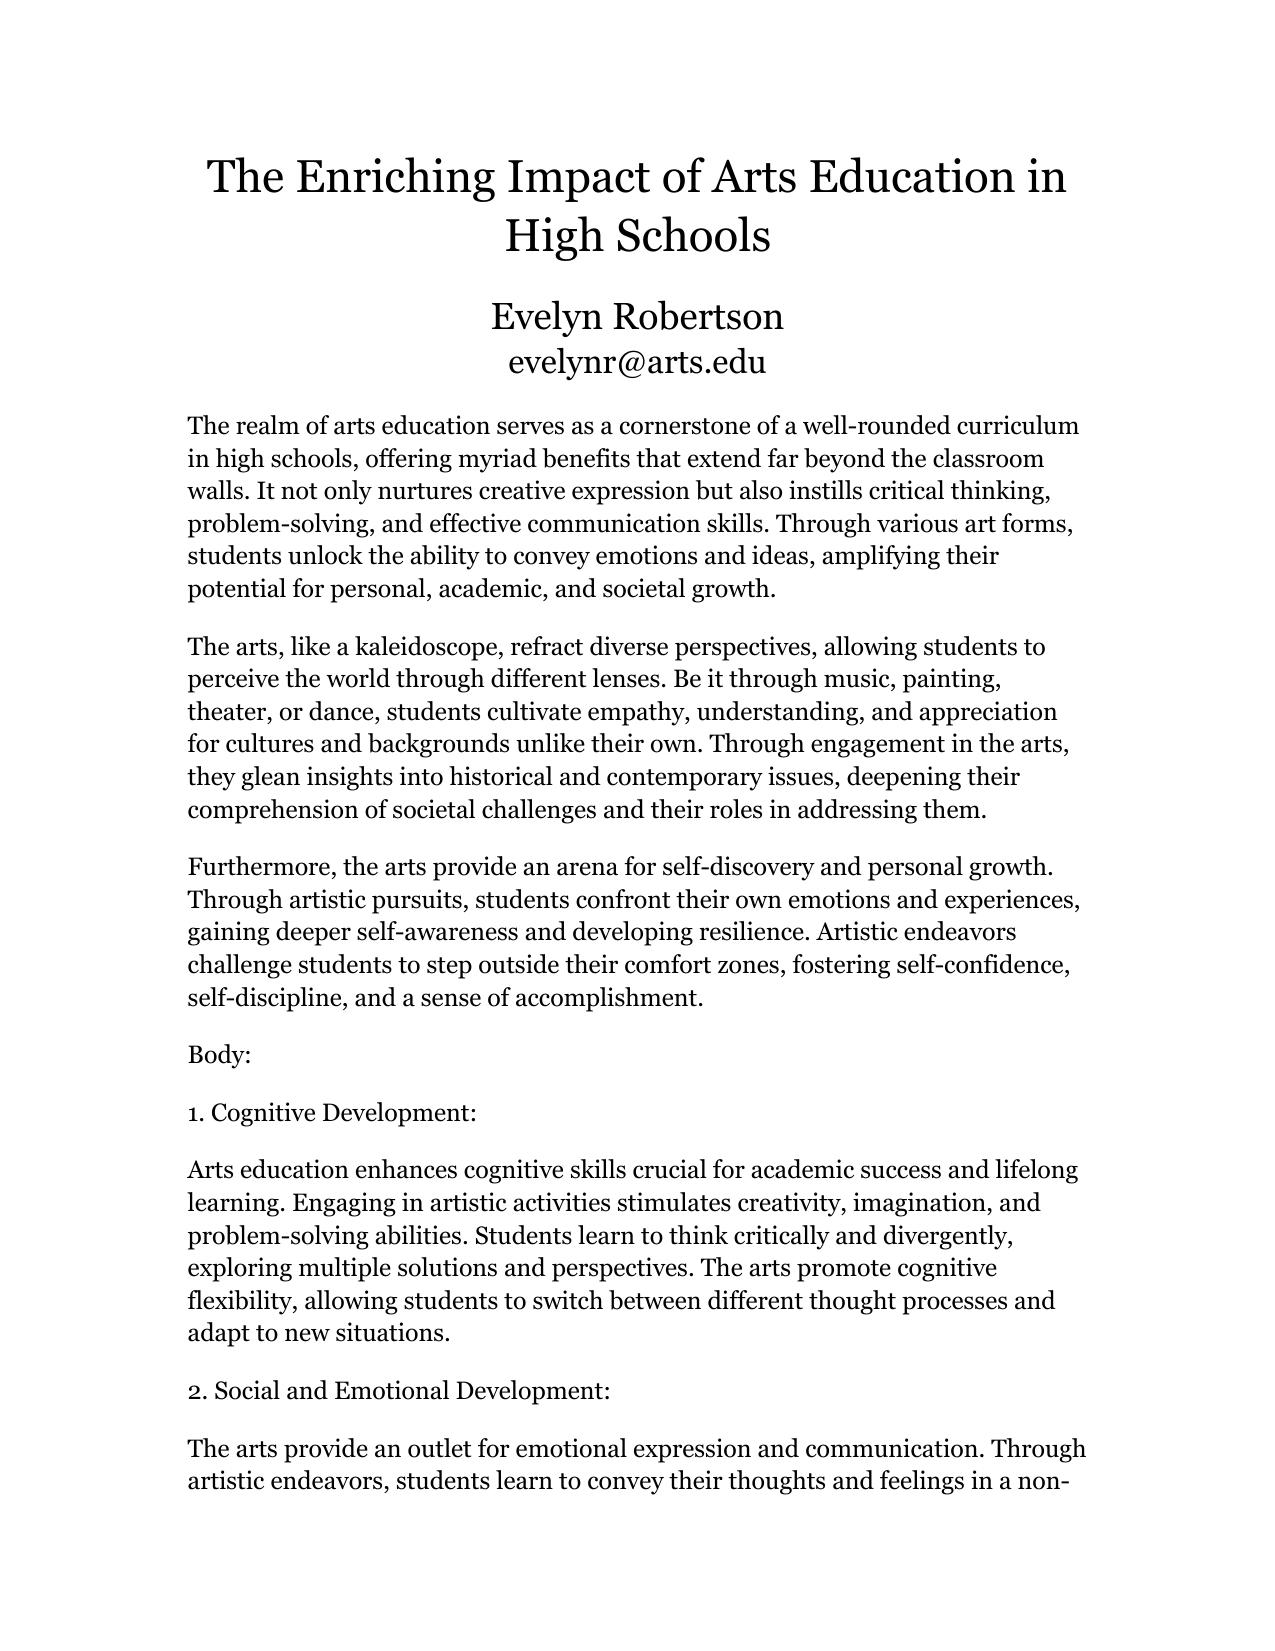 The Enriching Impact of Arts Education in
High Schools
Evelyn Robertson
evelynr@arts.edu
The realm of arts education serves as a cornerstone of a well-rounded curriculum
in high schools, offering myriad benefits that extend far beyond the classroom
walls. It not only nurtures creative expression but also instills critical thinking,
problem-solving, and effective communication skills. Through various art forms,
students unlock the ability to convey emotions and ideas, amplifying their
potential for personal, academic, and societal growth.
The arts, like a kaleidoscope, refract diverse perspectives, allowing students to
perceive the world through different lenses. Be it through music, painting,
theater, or dance, students cultivate empathy, understanding, and appreciation
for cultures and backgrounds unlike their own. Through engagement in the arts,
they glean insights into historical and contemporary issues, deepening their
comprehension of societal challenges and their roles in addressing them.
Furthermore, the arts provide an arena for self-discovery and personal growth.
Through artistic pursuits, students confront their own emotions and experiences,
gaining deeper self-awareness and developing resilience. Artistic endeavors
challenge students to step outside their comfort zones, fostering self-confidence,
self-discipline, and a sense of accomplishment.
Body:
1. Cognitive Development:
Arts education enhances cognitive skills crucial for academic success and lifelong
learning. Engaging in artistic activities stimulates creativity, imagination, and
problem-solving abilities. Students learn to think critically and divergently,
exploring multiple solutions and perspectives. The arts promote cognitive
flexibility, allowing students to switch between different thought processes and
adapt to new situations.
2. Social and Emotional Development:
The arts provide an outlet for emotional expression and communication. Through
artistic endeavors, students learn to convey their thoughts and feelings in a non-